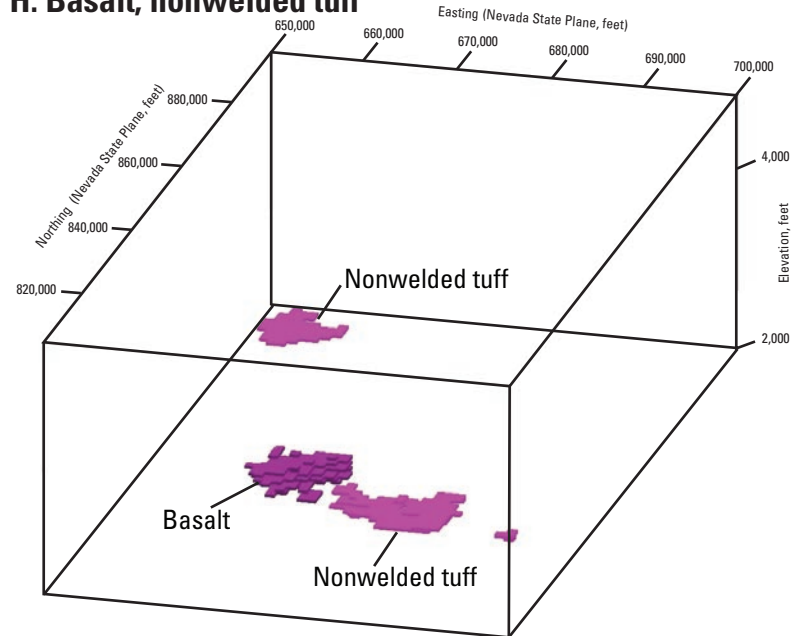 H. Basalt, nonwelded tuff
Easting (Nevada State Plane, feet)
650,000
660,000
670,000
680,000
690,000
700,000
Northing (Nevada State Plane, feet)
880,000
860,000
840,000
820,000
4,000
Elevation, feet
2,000
Nonwelded tuff
Basalt
Nonwelded tuff